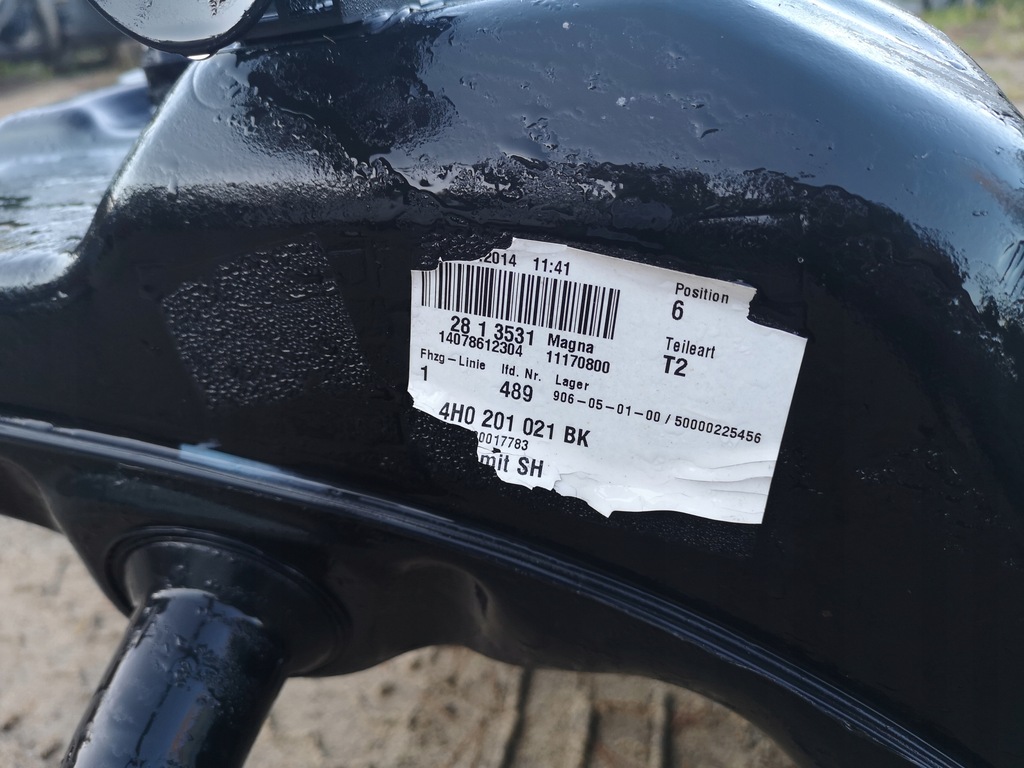 .2014 11:41
Position
6
28 1 3531 Magna
14078612304 11170800
Teileart
T2
Fhzg-Linie lfd. Nr. Lager
1 489 906-05-01-00 / 50000225456
4H0 201 021 BK
0017783
mit SH